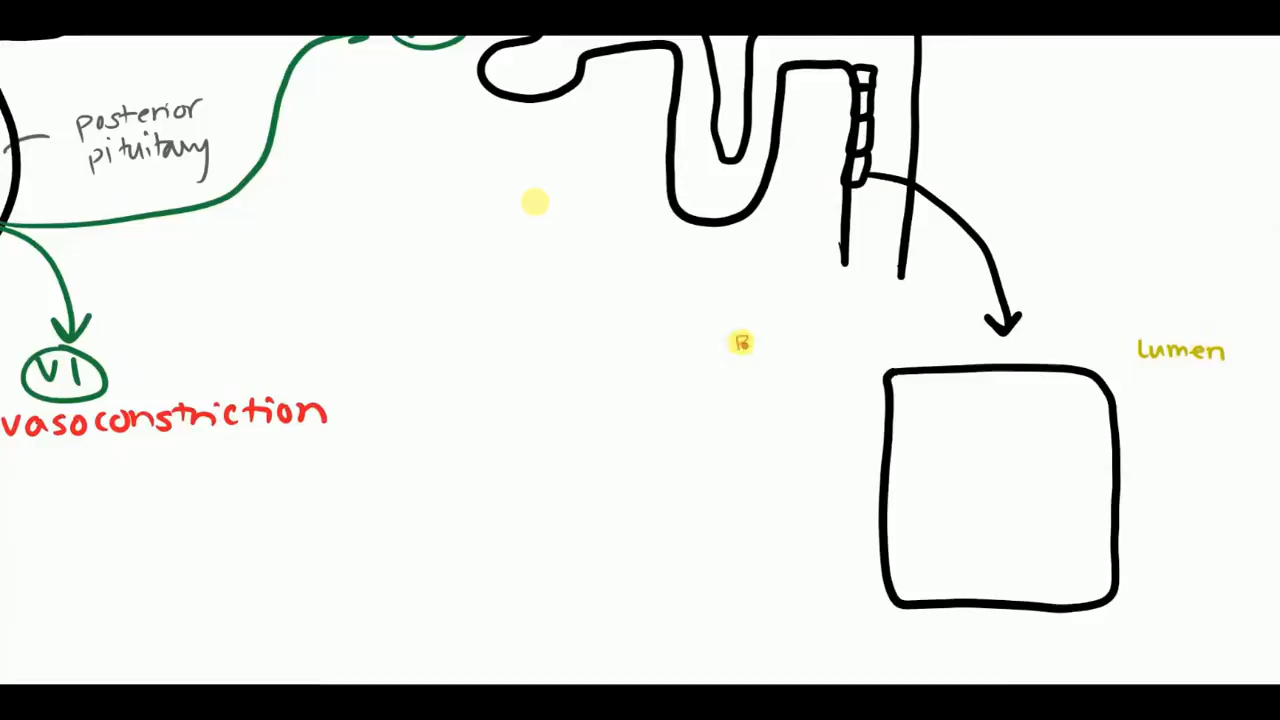 posterior
pituitary
Lumen
V1
vasoconstriction